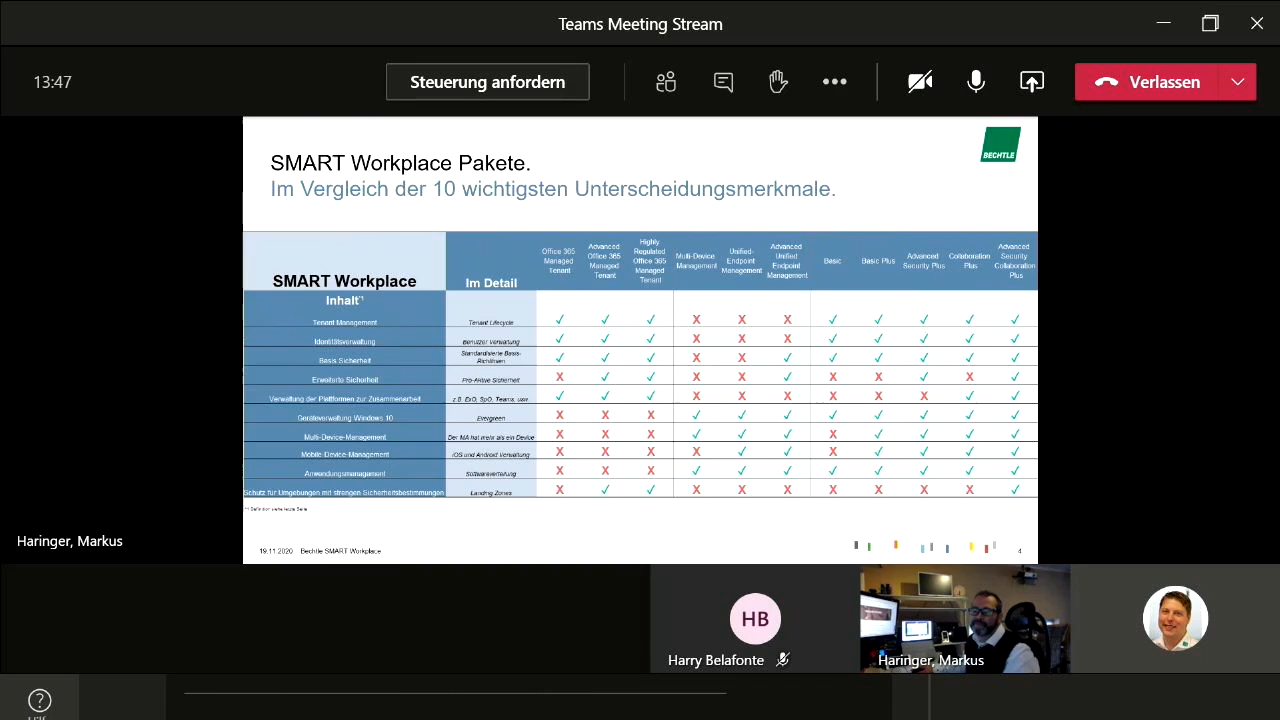 Teams Meeting Stream
13:47
Steuerung anfordern
Verlassen
BECHTLE
SMART Workplace Pakete.
Im Vergleich der 10 wichtigsten Unterscheidungsmerkmale.
SMART Workplace
Inhalt*¹
Im Detail
Office 365 Managed Tenant
Advanced Office 365 Managed Tenant
Highly Regulated Office 365 Managed Tenant
Multi-Device Management
Unified-Endpoint Management
Advanced Unified Endpoint Management
Basic
Basic Plus
Advanced Security Plus
Collaboration Plus
Advanced Security Collaboration Plus
Tenant Management Tenant Lifecycle ✓ ✓ ✓ X X X ✓ ✓ ✓ ✓ ✓
Identitätsverwaltung Benutzer Verwaltung ✓ ✓ ✓ X X X ✓ ✓ ✓ ✓ ✓
Basis Sicherheit Standardisierte Basis-Richtlinien ✓ ✓ ✓ X X ✓ ✓ ✓ ✓ ✓ ✓
Erweiterte Sicherheit Pro-Aktive Sicherheit X ✓ ✓ X X ✓ X X ✓ X ✓
Verwaltung der Plattformen zur Zusammenarbeit z.B. ExO, SpO, Teams, usw. ✓ ✓ ✓ X X X X X X ✓ ✓
Geräteverwaltung Windows 10 Evergreen X X X ✓ ✓ ✓ ✓ ✓ ✓ ✓ ✓
Multi-Device-Management Der MA hat mehr als ein Device X X X ✓ ✓ ✓ X ✓ ✓ ✓ ✓
Mobile-Device-Management iOS und Android Verwaltung X X X X ✓ ✓ X ✓ ✓ ✓ ✓
Anwendungsmanagement Softwareverteilung X X X ✓ ✓ ✓ ✓ ✓ ✓ ✓ ✓
Schutz für Umgebungen mit strengen Sicherheitsbestimmungen Landing Zones X ✓ ✓ X X X X X X X ✓
*¹ Definition siehe letzte Seite
19.11.2020 Bechtle SMART Workplace
4
Haringer, Markus
HB
Harry Belafonte
Haringer, Markus
?